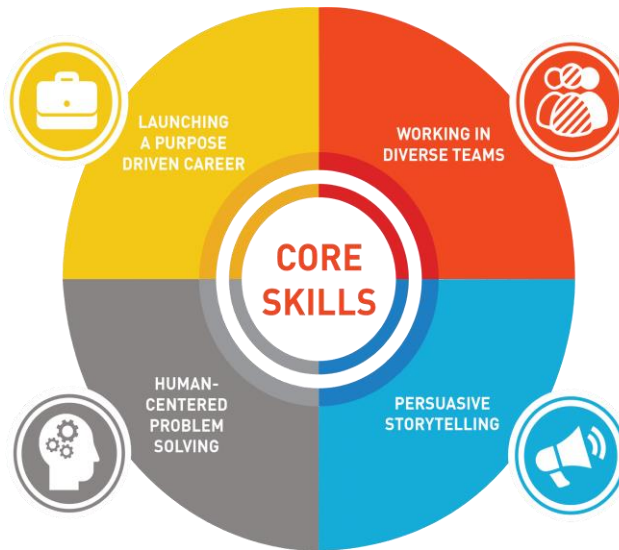 LAUNCHING
A PURPOSE
DRIVEN CAREER
WORKING IN
DIVERSE TEAMS
CORE
SKILLS
HUMAN-
CENTERED
PROBLEM
SOLVING
PERSUASIVE
STORYTELLING